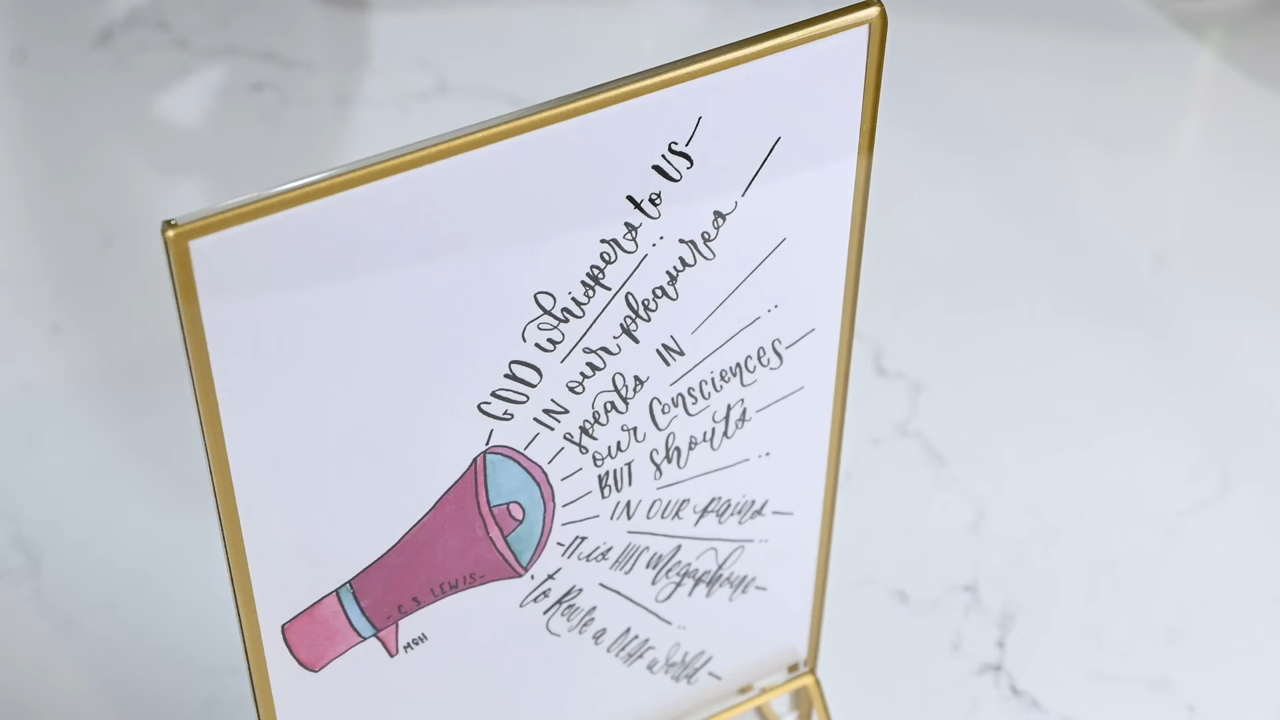 GOD whispers to US
IN our pleasures
speaks IN
our Consciences
BUT shouts
IN OUR pains
IT is HIS Megaphone
to Rouse a DEAF world
- C. S. LEWIS -
MGH